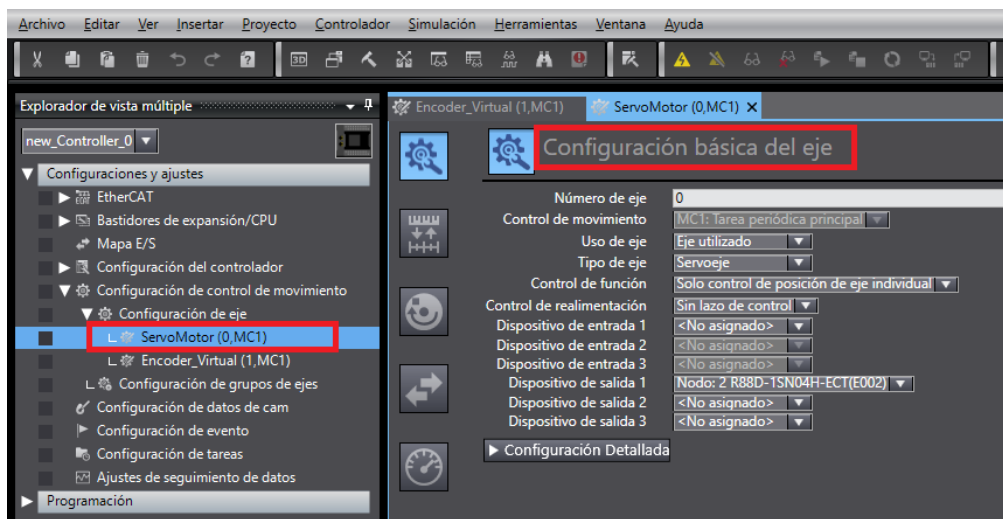 Archivo Editar Ver Insertar Proyecto Controlador Simulación Herramientas Ventana Ayuda
3D
Explorador de vista múltiple
Encoder_Virtual (1,MC1) ServoMotor (0,MC1)
new_Controller_0
Configuración básica del eje
Configuraciones y ajustes
EtherCAT
Bastidores de expansión/CPU
Mapa E/S
Configuración del controlador
Configuración de control de movimiento
Configuración de eje
ServoMotor (0,MC1)
Encoder_Virtual (1,MC1)
Configuración de grupos de ejes
Configuración de datos de cam
Configuración de evento
Configuración de tareas
Ajustes de seguimiento de datos
Programación
Número de eje 0
Control de movimiento MC1: Tarea periódica principal
Uso de eje Eje utilizado
Tipo de eje Servoeje
Control de función Solo control de posición de eje individual
Control de realimentación Sin lazo de control
Dispositivo de entrada 1 <No asignado>
Dispositivo de entrada 2 <No asignado>
Dispositivo de entrada 3 <No asignado>
Dispositivo de salida 1 Nodo: 2 R88D-1SN04H-ECT(E002)
Dispositivo de salida 2 <No asignado>
Dispositivo de salida 3 <No asignado>
Configuración Detallada